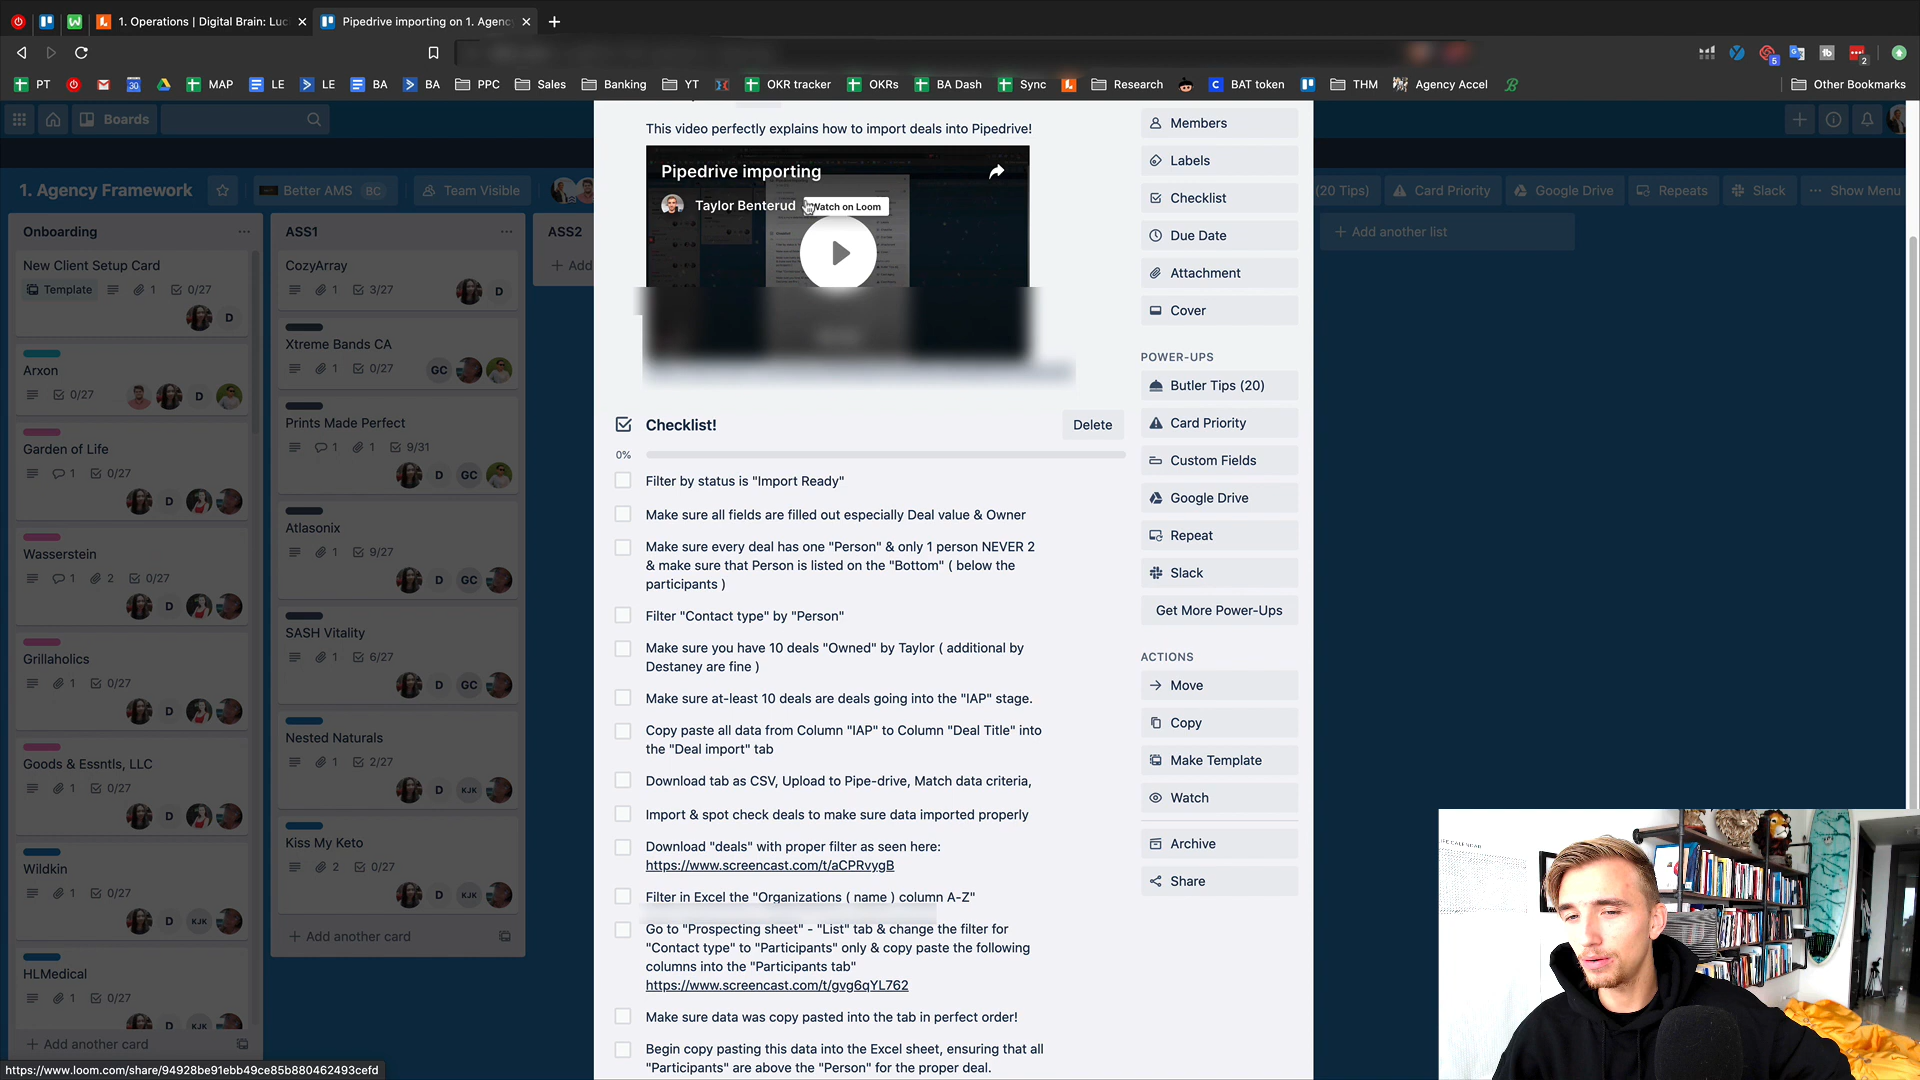 1. Operations | Digital Brain: Luc
Pipedrive importing on 1. Agenc
PT
MAP
LE
LE
BA
BA
PPC
Sales
Banking
YT
OKR tracker
OKRs
BA Dash
Sync
Research
BAT token
THM
Agency Accel
Other Bookmarks
Boards
1. Agency Framework
Better AMS
BC
Team Visible
(20 Tips)
Card Priority
Google Drive
Repeats
Slack
Show Menu
Onboarding
New Client Setup Card
Template
1
0/27
D
Arxon
0/27
D
Garden of Life
1
0/27
D
Wasserstein
1
2
0/27
D
Grillaholics
1
0/27
D
Goods & Essntls, LLC
1
0/27
D
Wildkin
1
0/27
D
KJK
HLMedical
1
0/27
D
KJK
+ Add another card
ASS1
CozyArray
1
3/27
D
Xtreme Bands CA
1
0/27
GC
Prints Made Perfect
1
1
9/31
D
GC
Atlasonix
1
9/27
D
GC
SASH Vitality
1
6/27
D
GC
Nested Naturals
1
2/27
D
KJK
Kiss My Keto
2
0/27
D
KJK
+ Add another card
ASS2
+ Add
+ Add another list
This video perfectly explains how to import deals into Pipedrive!
Pipedrive importing
Taylor Benterud
Watch on Loom
Checklist!
Delete
0%
Filter by status is "Import Ready"
Make sure all fields are filled out especially Deal value & Owner
Make sure every deal has one "Person" & only 1 person NEVER 2
& make sure that Person is listed on the "Bottom" ( below the
participants )
Filter "Contact type" by "Person"
Make sure you have 10 deals "Owned" by Taylor ( additional by
Destaney are fine )
Make sure at-least 10 deals are deals going into the "IAP" stage.
Copy paste all data from Column "IAP" to Column "Deal Title" into
the "Deal import" tab
Download tab as CSV, Upload to Pipe-drive, Match data criteria,
Import & spot check deals to make sure data imported properly
Download "deals" with proper filter as seen here:
https://www.screencast.com/t/aCPRvygB
Filter in Excel the "Organizations ( name ) column A-Z"
Go to "Prospecting sheet" - "List" tab & change the filter for
"Contact type" to "Participants" only & copy paste the following
columns into the "Participants tab"
https://www.screencast.com/t/gvg6qYL762
Make sure data was copy pasted into the tab in perfect order!
Begin copy pasting this data into the Excel sheet, ensuring that all
"Participants" are above the "Person" for the proper deal.
Members
Labels
Checklist
Due Date
Attachment
Cover
POWER-UPS
Butler Tips (20)
Card Priority
Custom Fields
Google Drive
Repeat
Slack
Get More Power-Ups
ACTIONS
Move
Copy
Make Template
Watch
Archive
Share
https://www.loom.com/share/94928be91ebb49ce85b880462493cefd